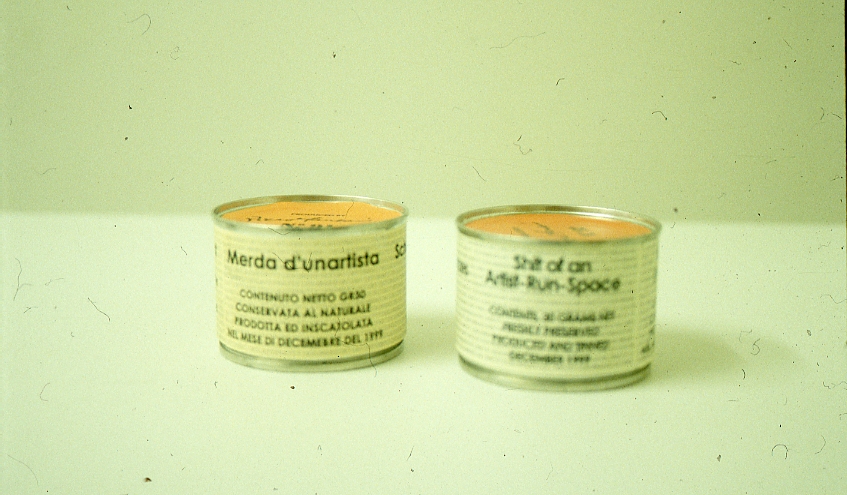 Merda d'unartista
CONTENUTO NETTO GR30
CONSERVATA AL NATURALE
PRODOTTA ED INSCATOLATA
NEL MESE DI DECEMEBRE DEL 1999
Shit of an
Artist-Run-Space
CONTENTS, 30 GRAMS NET
FRESHLY PRESERVED
PRODUCED AND TINNED
DECEMBER 1999